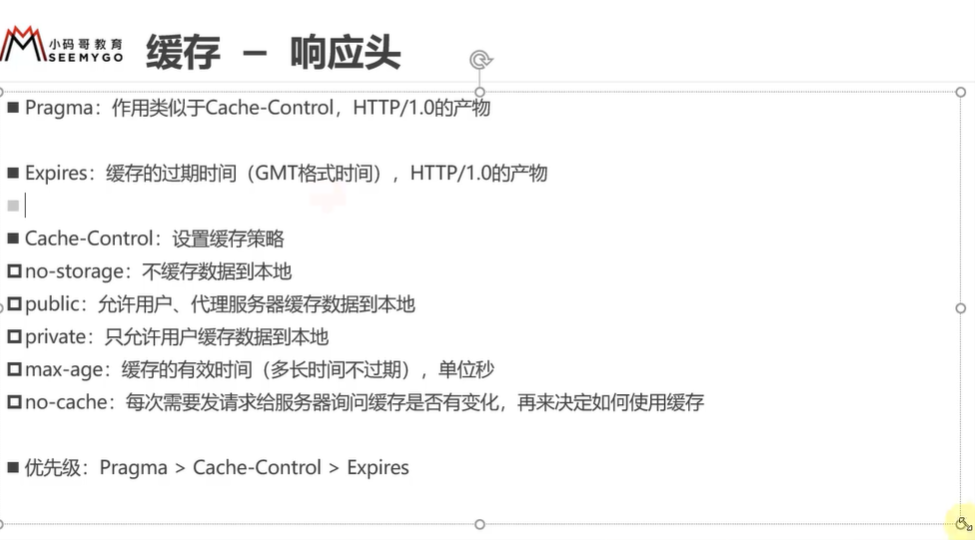 小码哥教育
SEEMYGO
缓存 – 响应头
Pragma：作用类似于Cache-Control，HTTP/1.0的产物
Expires：缓存的过期时间（GMT格式时间），HTTP/1.0的产物
Cache-Control：设置缓存策略
no-storage：不缓存数据到本地
public：允许用户、代理服务器缓存数据到本地
private：只允许用户缓存数据到本地
max-age：缓存的有效时间（多长时间不过期），单位秒
no-cache：每次需要发请求给服务器询问缓存是否有变化，再来决定如何使用缓存
优先级：Pragma > Cache-Control > Expires